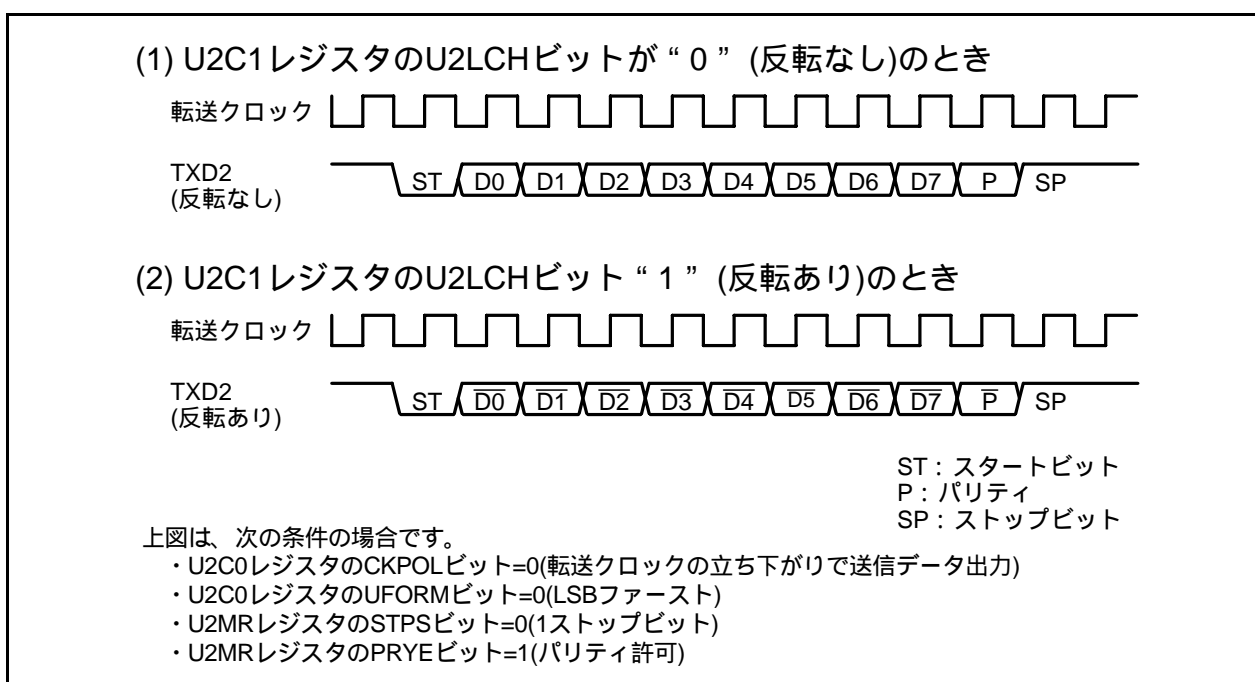 (1) U2C1レジスタのU2LCHビットが“0”(反転なし)のとき
転送クロック
TXD2
(反転なし)
ST D0 D1 D2 D3 D4 D5 D6 D7 P SP
(2) U2C1レジスタのU2LCHビット“1”(反転あり)のとき
転送クロック
TXD2
(反転あり)
ST D̅0̅ D̅1̅ D̅2̅ D̅3̅ D̅4̅ D̅5̅ D̅6̅ D̅7̅ P̅ SP
ST:スタートビット
P:パリティ
SP:ストップビット
上図は、次の条件の場合です。
・U2C0レジスタのCKPOLビット=0(転送クロックの立ち下がりで送信データ出力)
・U2C0レジスタのUFORMビット=0(LSBファースト)
・U2MRレジスタのSTPSビット=0(1ストップビット)
・U2MRレジスタのPRYEビット=1(パリティ許可)